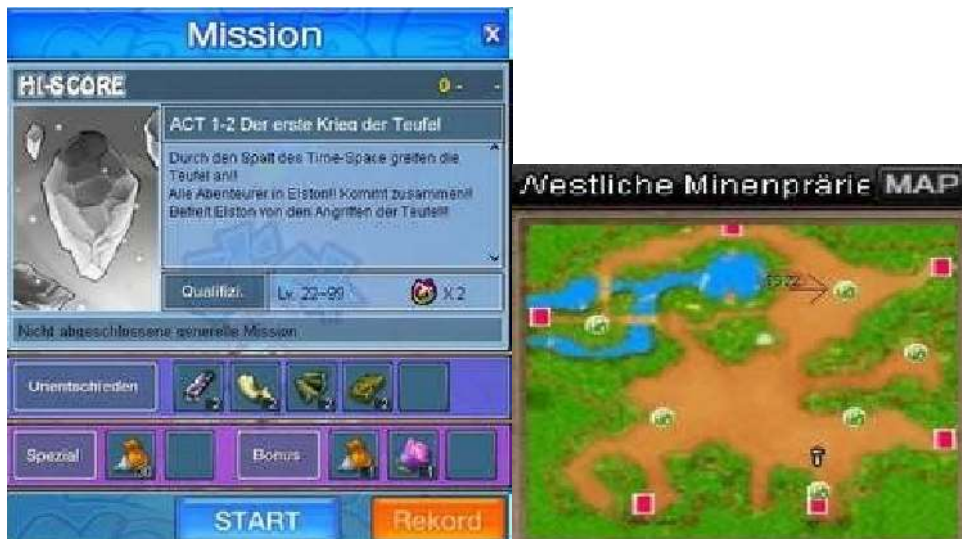 Mission
HI-SCORE
0 - -
ACT 1-2 Der erste Krieg der Teufel
Durch den Spalt des Time-Space greifen die
Teufel an!!
Alle Abenteurer in Elston!! Kommt zusammen!!
Befreit Elston von den Angriffen der Teufel!!
Qualifizi. Lv. 22~99 X 2
Nicht abgeschlossene generelle Mission
Unentschieden
Spezial Bonus
START Rekord
Westliche Minenprärie MAP